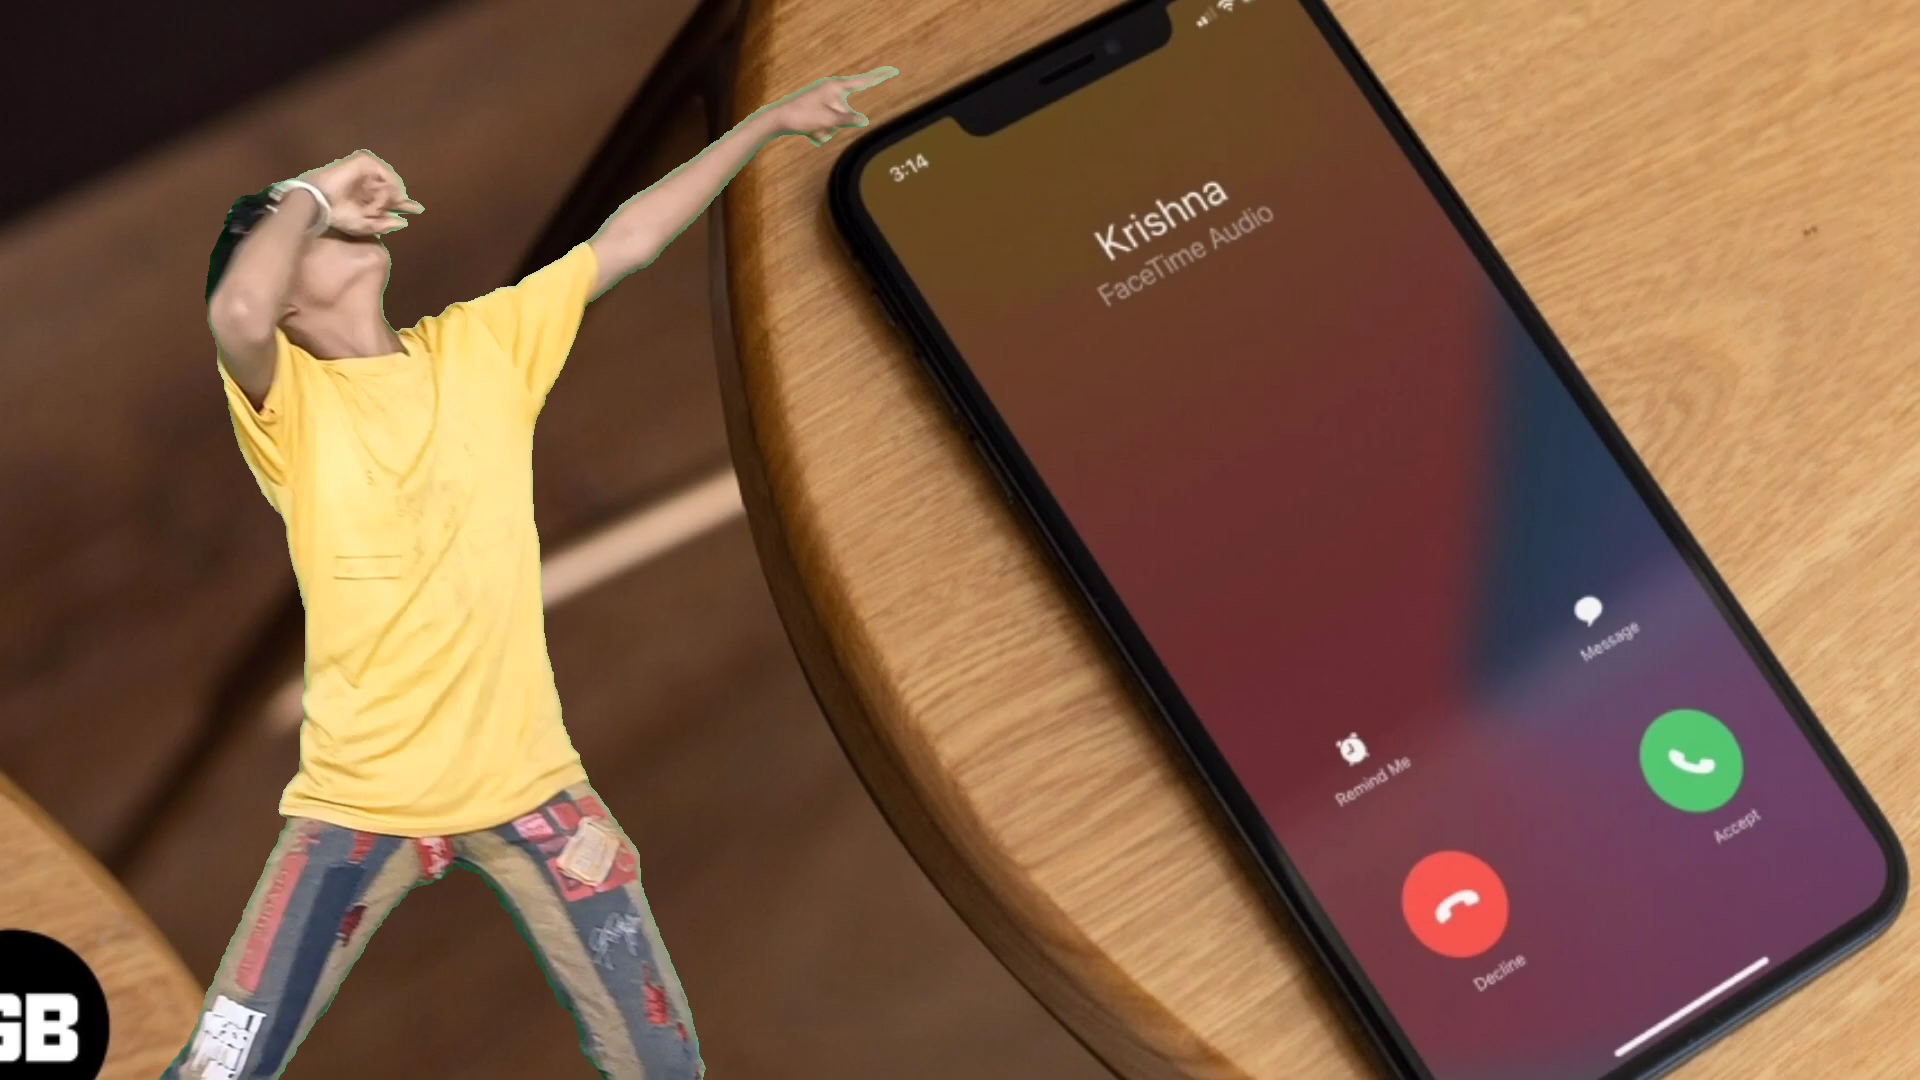 3:14
Krishna
FaceTime Audio
Message
Remind Me
Accept
Decline
GB